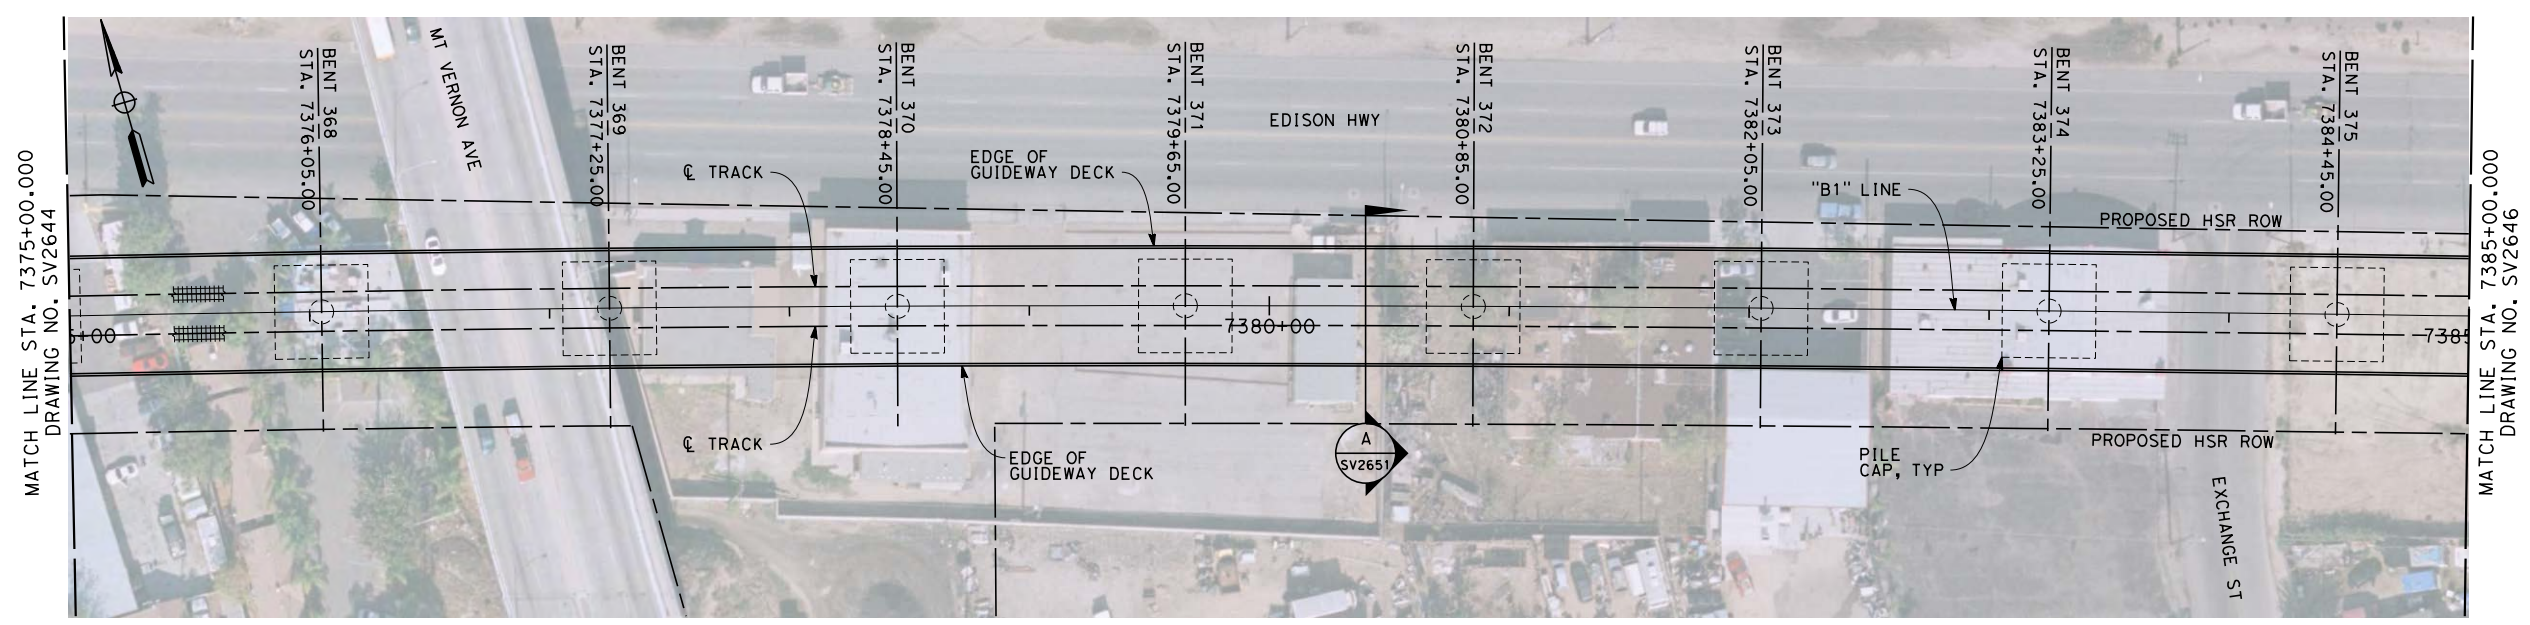 MATCH LINE STA. 7375+00.000
DRAWING NO. SV2644
BENT 368
STA. 7376+05.00
MT VERNON AVE
BENT 369
STA. 7377+25.00
BENT 370
STA. 7378+45.00
BENT 371
STA. 7379+65.00
EDISON HWY
BENT 372
STA. 7380+85.00
BENT 373
STA. 7382+05.00
BENT 374
STA. 7383+25.00
BENT 375
STA. 7384+45.00
℄ TRACK
EDGE OF
GUIDEWAY DECK
"B1" LINE
PROPOSED HSR ROW
5+00
7380+00
7385
℄ TRACK
EDGE OF
GUIDEWAY DECK
A
SV2651
PILE
CAP, TYP
PROPOSED HSR ROW
EXCHANGE ST
MATCH LINE STA. 7385+00.000
DRAWING NO. SV2646